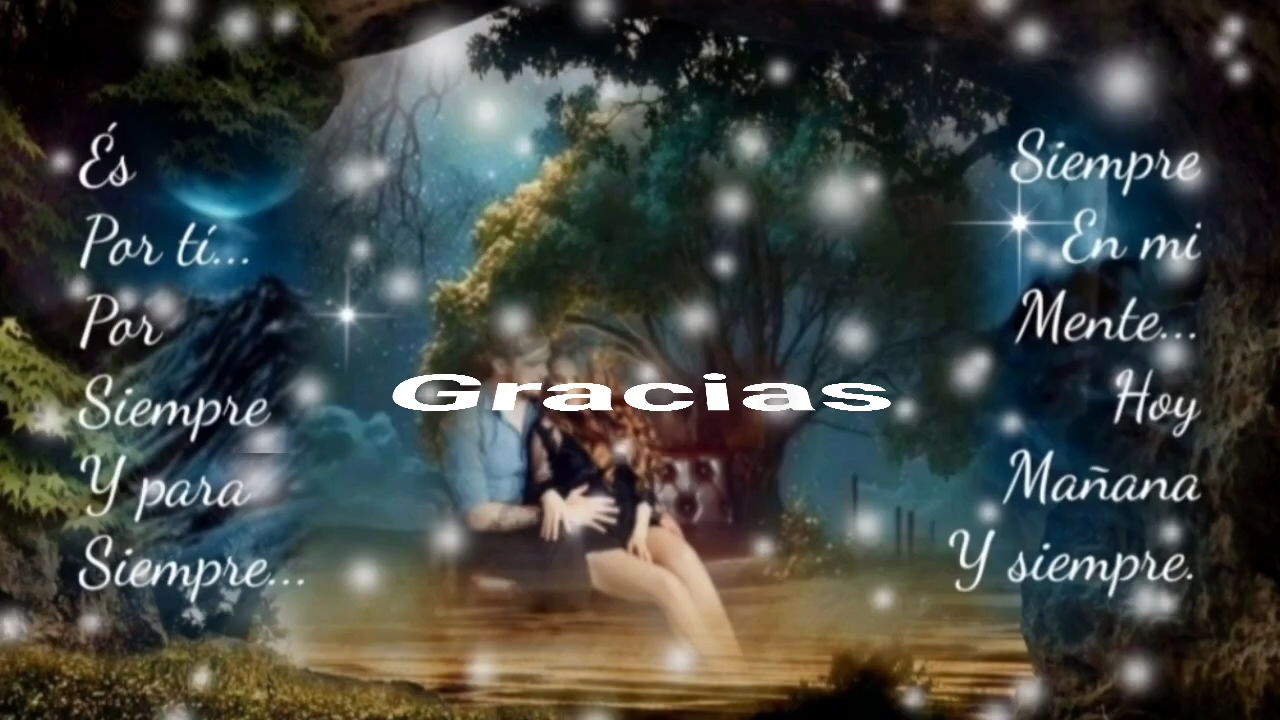 És
Por tí...
Por
Siempre
Y para
Siempre...
Gracias
Siempre
En mi
Mente...
Hoy
Mañana
Y siempre.